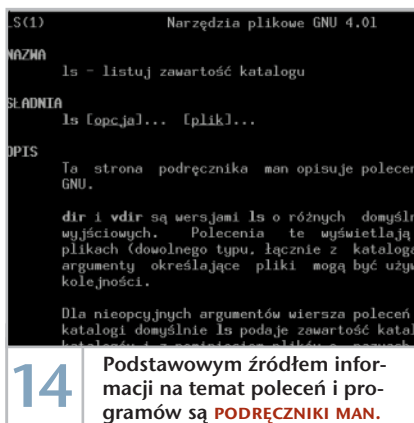 LS(1) Narzędzia plikowe GNU 4.01
NAZWA
ls - listuj zawartość katalogu
SŁADNIA
ls [opcja]... [plik]...
OPIS
Ta strona podręcznika man opisuje polecen
GNU.
dir i vdir są wersjami ls o różnych domyśln
wyjściowych. Polecenia te wyświetlają
plikach (dowolnego typu, łącznie z kataloga
argumenty określające pliki mogą być używ
kolejności.
Dla nieopcyjnych argumentów wiersza poleceń
katalogi domyślnie ls podaje zawartość katal
14
Podstawowym źródłem infor-
macji na temat poleceń i pro-
gramów są PODRĘCZNIKI MAN.